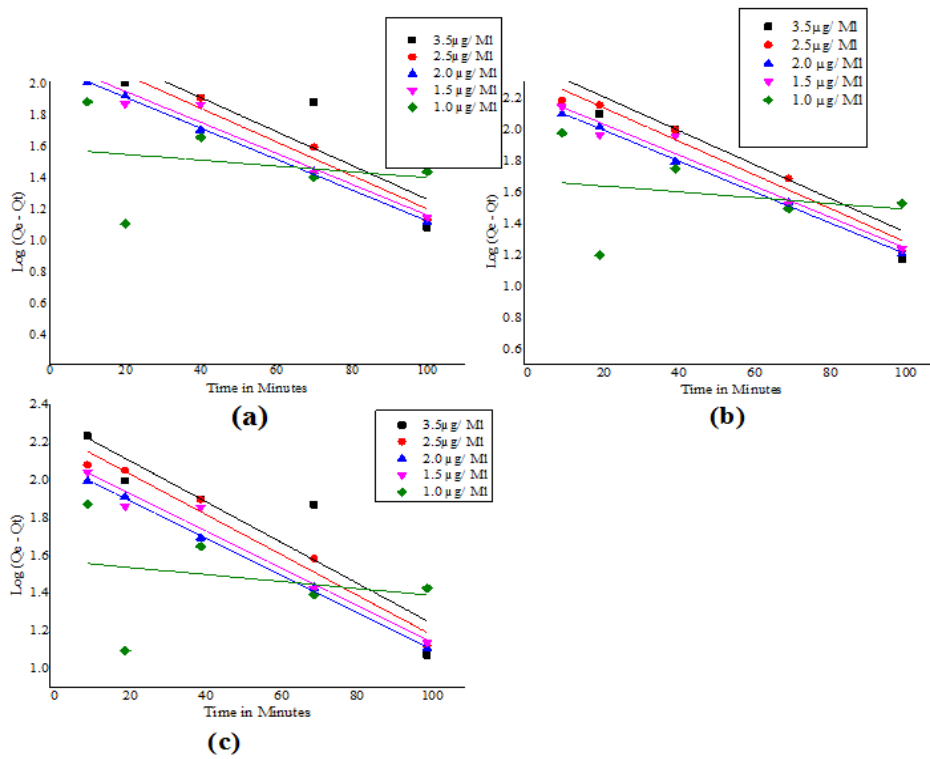 3.5µg/ Ml
2.5µg/ Ml
2.0 µg/ Ml
1.5 µg/ Ml
1.0 µg/ Ml
2.0
1.8
1.6
1.4
1.2
1.0
0.8
0.6
0.4
Log (Qe - Qt)
0 20 40 60 80 100
Time in Minutes
(a)
3.5µg/ Ml
2.5µg/ Ml
2.0 µg/ Ml
1.5 µg/ Ml
1.0 µg/ Ml
2.2
2.0
1.8
1.6
1.4
1.2
1.0
0.8
0.6
Log (Qe - Qt)
0 20 40 60 80 100
Time in Minutes
(b)
3.5µg/ Ml
2.5µg/ Ml
2.0 µg/ Ml
1.5 µg/ Ml
1.0 µg/ Ml
2.4
2.2
2.0
1.8
1.6
1.4
1.2
1.0
Log (Qe - Qt)
0 20 40 60 80 100
Time in Minutes
(c)